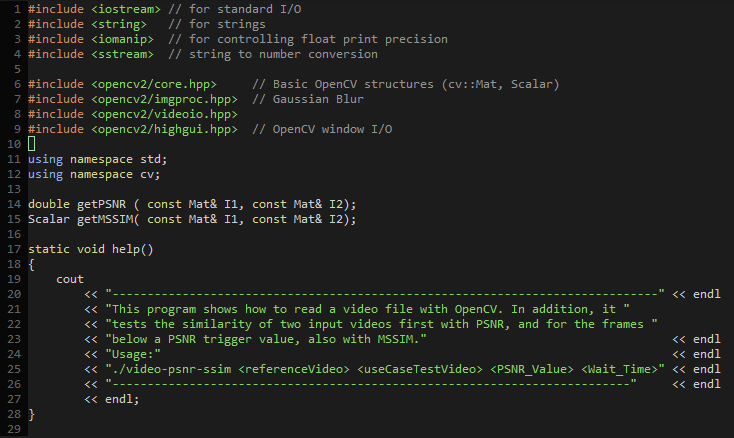 1 #include <iostream> // for standard I/O
2 #include <string>   // for strings
3 #include <iomanip>  // for controlling float print precision
4 #include <sstream>  // string to number conversion
5
6 #include <opencv2/core.hpp>     // Basic OpenCV structures (cv::Mat, Scalar)
7 #include <opencv2/imgproc.hpp>  // Gaussian Blur
8 #include <opencv2/videoio.hpp>
9 #include <opencv2/highgui.hpp>  // OpenCV window I/O
10
11 using namespace std;
12 using namespace cv;
13
14 double getPSNR ( const Mat& I1, const Mat& I2);
15 Scalar getMSSIM( const Mat& I1, const Mat& I2);
16
17 static void help()
18 {
19     cout
20         << "------------------------------------------------------------------------------" << endl
21         << "This program shows how to read a video file with OpenCV. In addition, it "
22         << "tests the similarity of two input videos first with PSNR, and for the frames "
23         << "below a PSNR trigger value, also with MSSIM."                                   << endl
24         << "Usage:"                                                                         << endl
25         << "./video-psnr-ssim <referenceVideo> <useCaseTestVideo> <PSNR_Value> <Wait_Time>" << endl
26         << "--------------------------------------------------------------------------"     << endl
27         << endl;
28 }
29